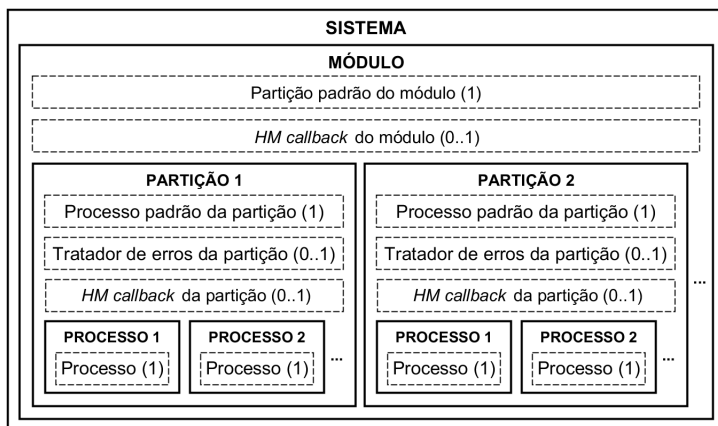 SISTEMA
MÓDULO
Partição padrão do módulo (1)
HM callback do módulo (0..1)
PARTIÇÃO 1
Processo padrão da partição (1)
Tratador de erros da partição (0..1)
HM callback da partição (0..1)
PROCESSO 1
Processo (1)
PROCESSO 2
Processo (1)
...
PARTIÇÃO 2
Processo padrão da partição (1)
Tratador de erros da partição (0..1)
HM callback da partição (0..1)
PROCESSO 1
Processo (1)
PROCESSO 2
Processo (1)
...
...